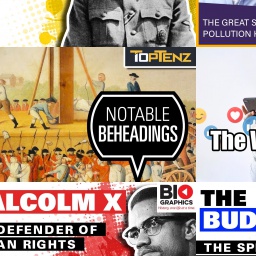 THE GREAT S
POLLUTION
TOPTENZ
NOTABLE
BEHEADINGS
The
ALCOLM X
DEFENDER OF
AN RIGHTS
BIO
GRAPHICS
THE
BUD
THE SP